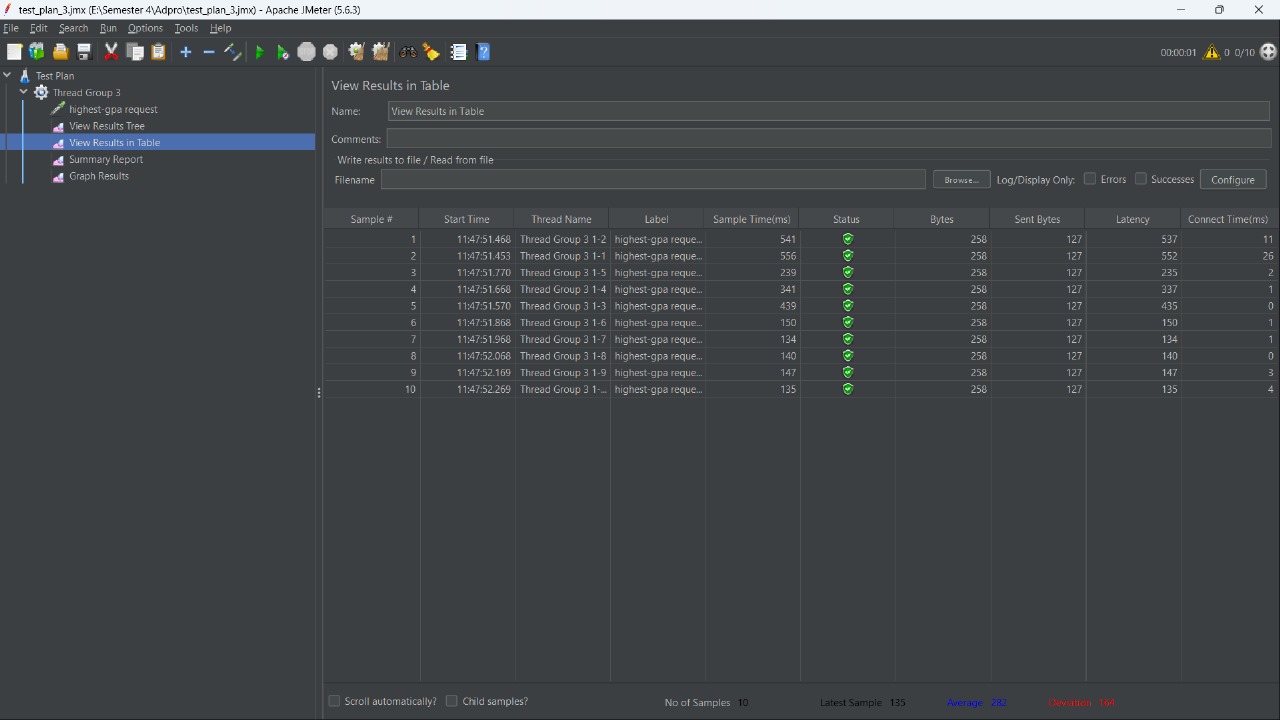 test_plan_3.jmx (E:\Semester 4\Adpro\test_plan_3.jmx) - Apache JMeter (5.6.3)
File Edit Search Run Options Tools Help
00:00:01 0 0/10
Test Plan
Thread Group 3
highest-gpa request
View Results Tree
View Results in Table
Summary Report
Graph Results
View Results in Table
Name: View Results in Table
Comments:
Write results to file / Read from file
Filename Browse... Log/Display Only: Errors Successes Configure
Sample # Start Time Thread Name Label Sample Time(ms) Status Bytes Sent Bytes Latency Connect Time(ms)
1 11:47:51.468 Thread Group 3 1-2 highest-gpa reque... 541 258 127 537 11
2 11:47:51.453 Thread Group 3 1-1 highest-gpa reque... 556 258 127 552 26
3 11:47:51.770 Thread Group 3 1-5 highest-gpa reque... 239 258 127 235 2
4 11:47:51.668 Thread Group 3 1-4 highest-gpa reque... 341 258 127 337 1
5 11:47:51.570 Thread Group 3 1-3 highest-gpa reque... 439 258 127 435 0
6 11:47:51.868 Thread Group 3 1-6 highest-gpa reque... 150 258 127 150 1
7 11:47:51.968 Thread Group 3 1-7 highest-gpa reque... 134 258 127 134 1
8 11:47:52.068 Thread Group 3 1-8 highest-gpa reque... 140 258 127 140 0
9 11:47:52.169 Thread Group 3 1-9 highest-gpa reque... 147 258 127 147 3
10 11:47:52.269 Thread Group 3 1-... highest-gpa reque... 135 258 127 135 4
Scroll automatically? Child samples? No of Samples 10 Latest Sample 135 Average 282 Deviation 164